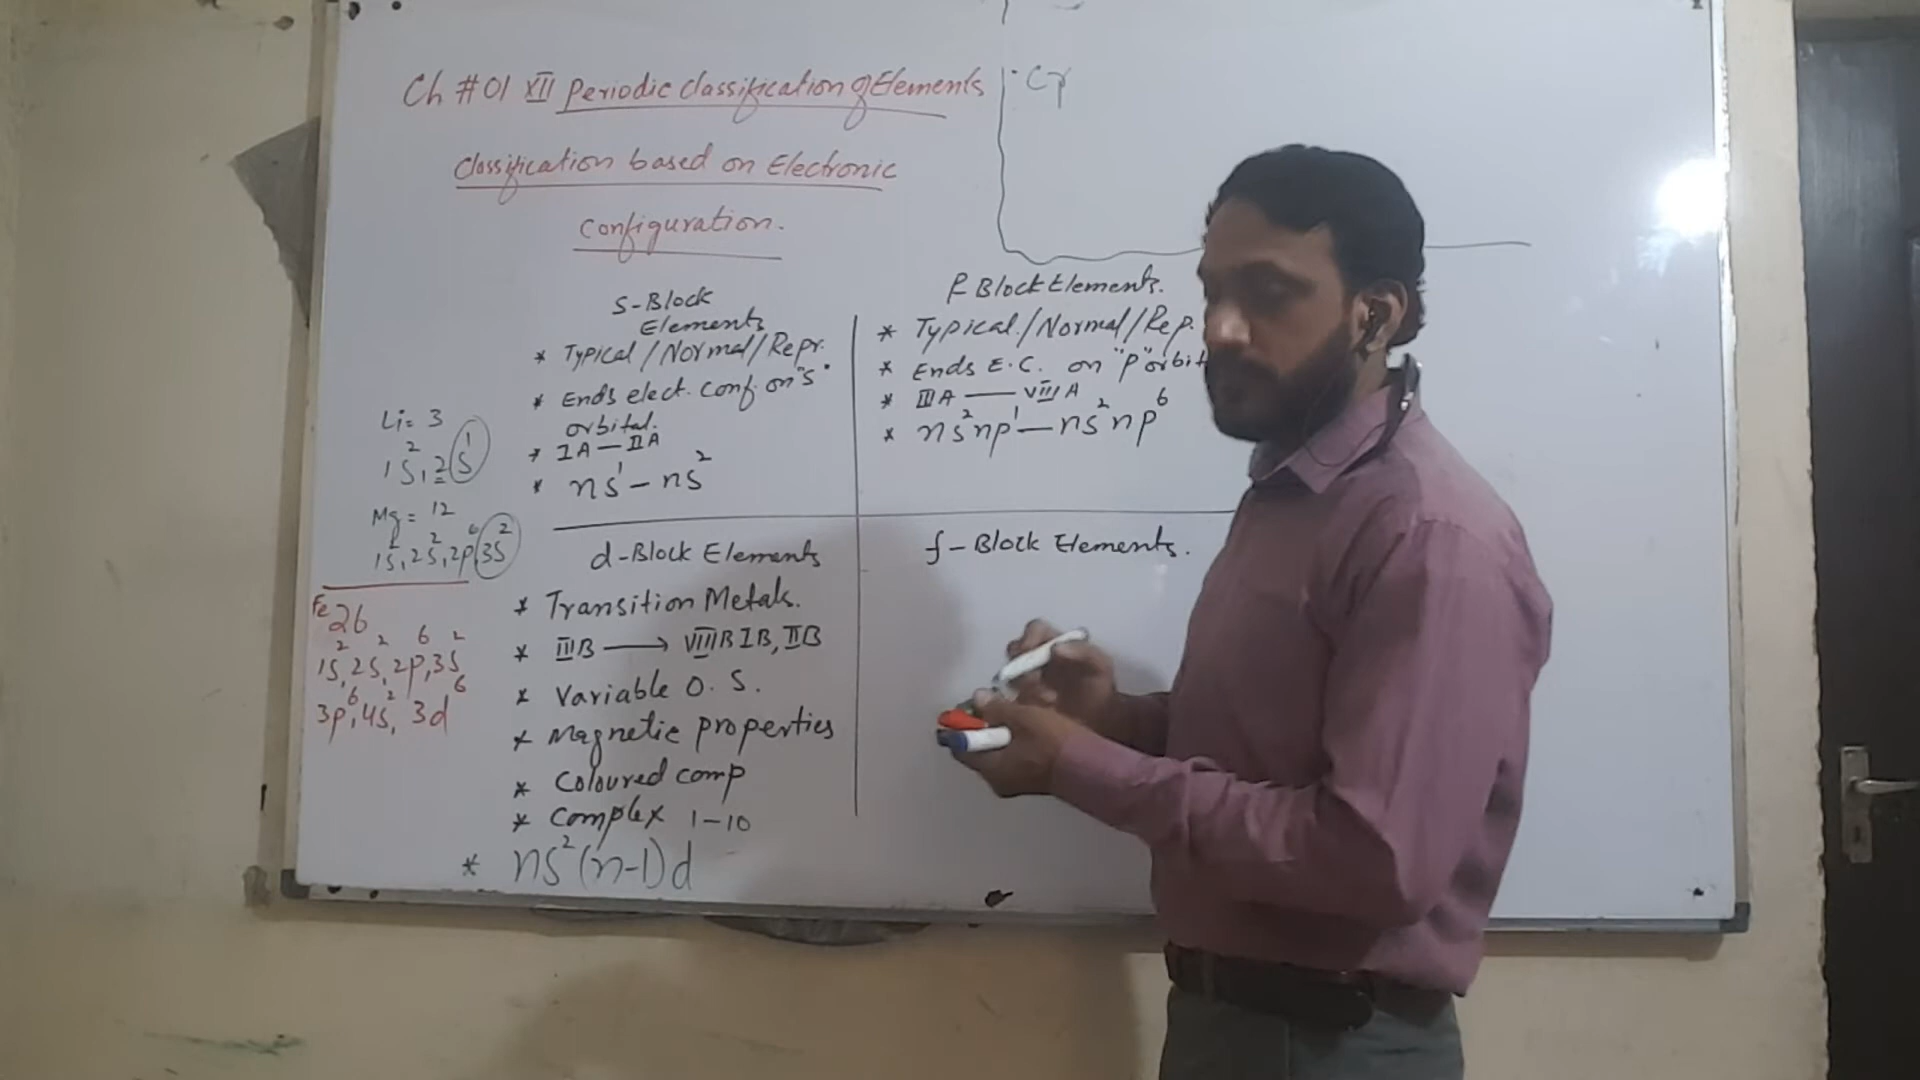 Ch #01 XII Periodic Classification of Elements
Classification based on Electronic
Configuration.
S-Block
Elements
* Typical/Normal/Repr.
* Ends elect. conf. on "s"
orbital.
* IA — IIA
* ns¹ — ns²
P Block Elements.
* Typical/Normal/Rep.
* Ends E.C. on "p" orbit
* IIIA — VIIIA
* ns²np¹ — ns²np⁶
Li = 3
1s², 2s¹
Mg = 12
1s², 2s², 2p⁶, 3s²
Fe 26
1s², 2s², 2p⁶, 3s²
3p⁶, 4s², 3d⁶
d-Block Elements
* Transition Metals.
* IIIB → VIIIB IB, IIB
* Variable O. S.
* Magnetic properties
* Coloured comp
* Complex
* ns² (n-1)d 1-10
f-Block Elements.